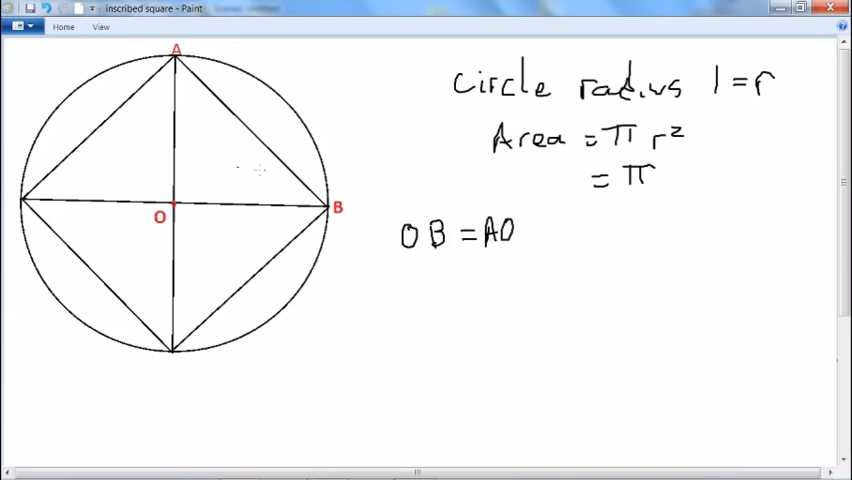 inscribed square - Paint
Home View
A
B
O
Circle radius 1 = r
Area = π r²
= π
OB = AO